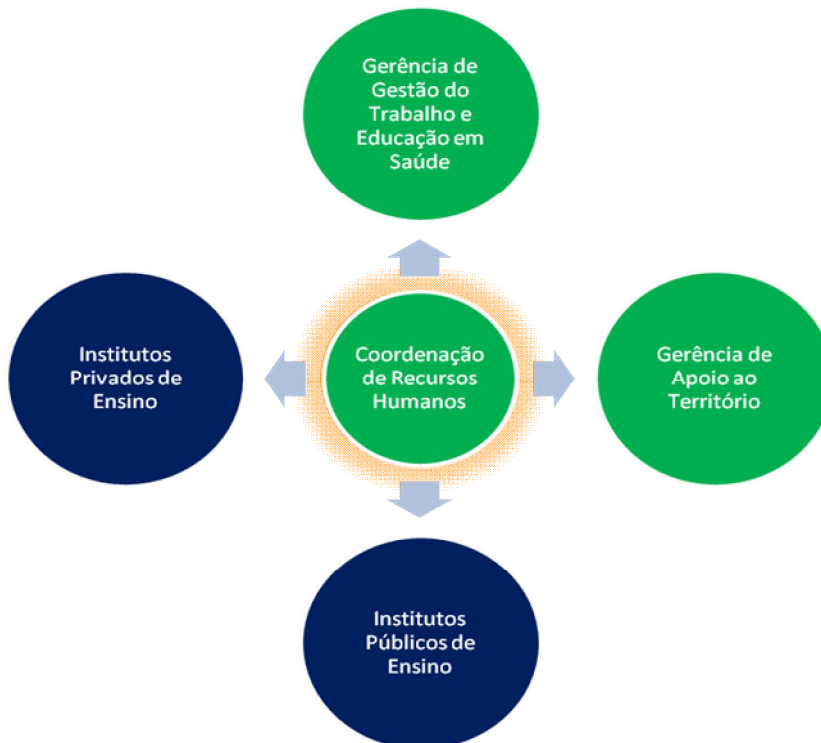 Gerência de
Gestão do
Trabalho e
Educação em
Saúde
Institutos
Privados de
Ensino
Coordenação
de Recursos
Humanos
Gerência de
Apoio ao
Território
Institutos
Públicos de
Ensino